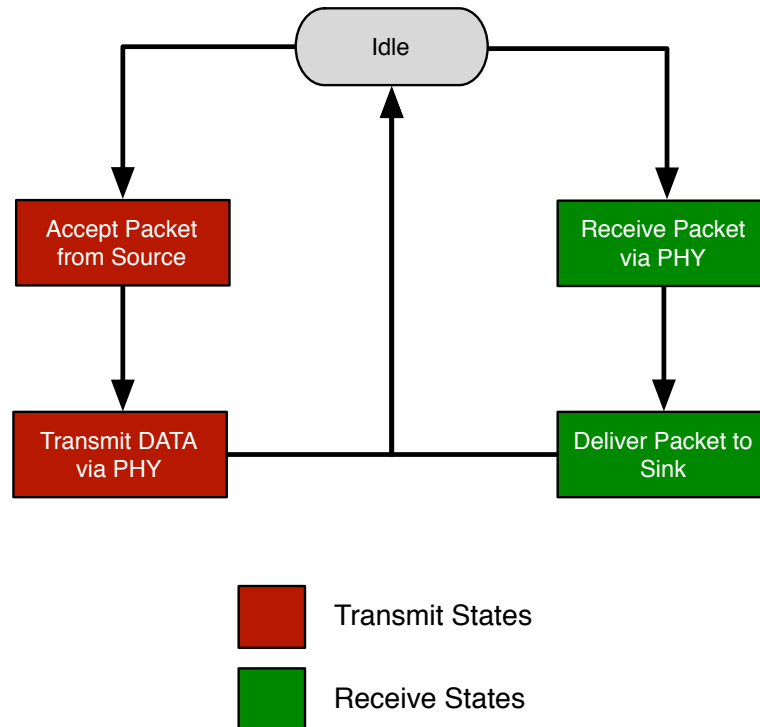 Idle
Accept Packet
from Source
Receive Packet
via PHY
Transmit DATA
via PHY
Deliver Packet to
Sink
Transmit States
Receive States